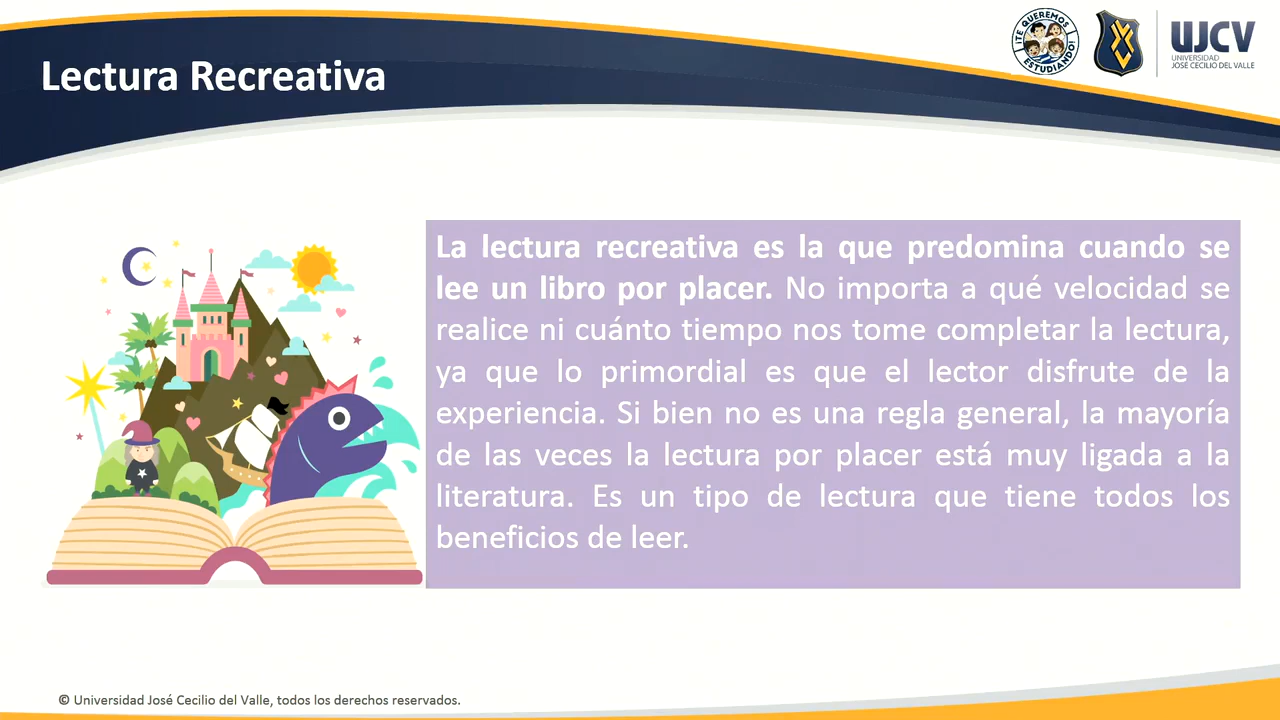 Lectura Recreativa
¡TE QUEREMOS
ESTUDIANDO!
UJCV
UNIVERSIDAD
JOSÉ CECILIO DEL VALLE
La lectura recreativa es la que predomina cuando se
lee un libro por placer. No importa a qué velocidad se
realice ni cuánto tiempo nos tome completar la lectura,
ya que lo primordial es que el lector disfrute de la
experiencia. Si bien no es una regla general, la mayoría
de las veces la lectura por placer está muy ligada a la
literatura. Es un tipo de lectura que tiene todos los
beneficios de leer.
© Universidad José Cecilio del Valle, todos los derechos reservados.